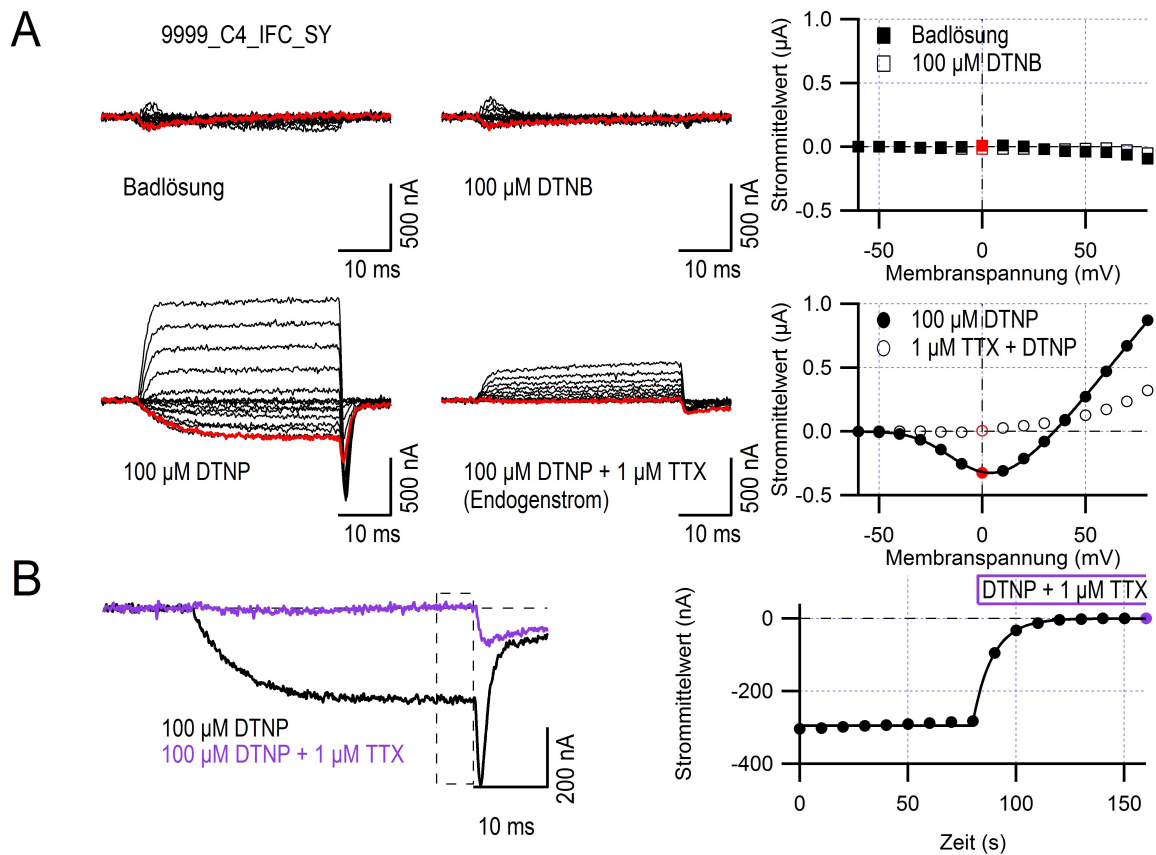 A
9999_C4_IFC_SY
Badlösung
500 nA
10 ms
100 µM DTNB
500 nA
10 ms
Strommittelwert (µA)
1.0
0.5
0.0
-0.5
Badlösung
100 µM DTNB
-50
0
50
Membranspannung (mV)
100 µM DTNP
500 nA
10 ms
100 µM DTNP + 1 µM TTX
(Endogenstrom)
500 nA
10 ms
Strommittelwert (µA)
1.0
0.5
0.0
-0.5
100 µM DTNP
1 µM TTX + DTNP
-50
0
50
Membranspannung (mV)
B
100 µM DTNP
100 µM DTNP + 1 µM TTX
200 nA
10 ms
Strommittelwert (nA)
DTNP + 1 µM TTX
0
-200
-400
0
50
100
150
Zeit (s)